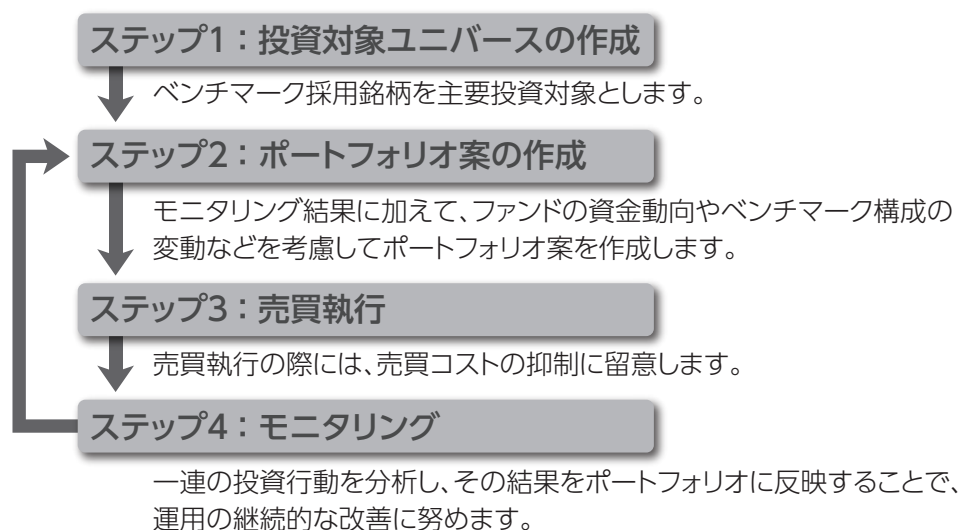 ステップ1：投資対象ユニバースの作成
ベンチマーク採用銘柄を主要投資対象とします。
ステップ2：ポートフォリオ案の作成
モニタリング結果に加えて、ファンドの資金動向やベンチマーク構成の
変動などを考慮してポートフォリオ案を作成します。
ステップ3：売買執行
売買執行の際には、売買コストの抑制に留意します。
ステップ4：モニタリング
一連の投資行動を分析し、その結果をポートフォリオに反映することで、
運用の継続的な改善に努めます。